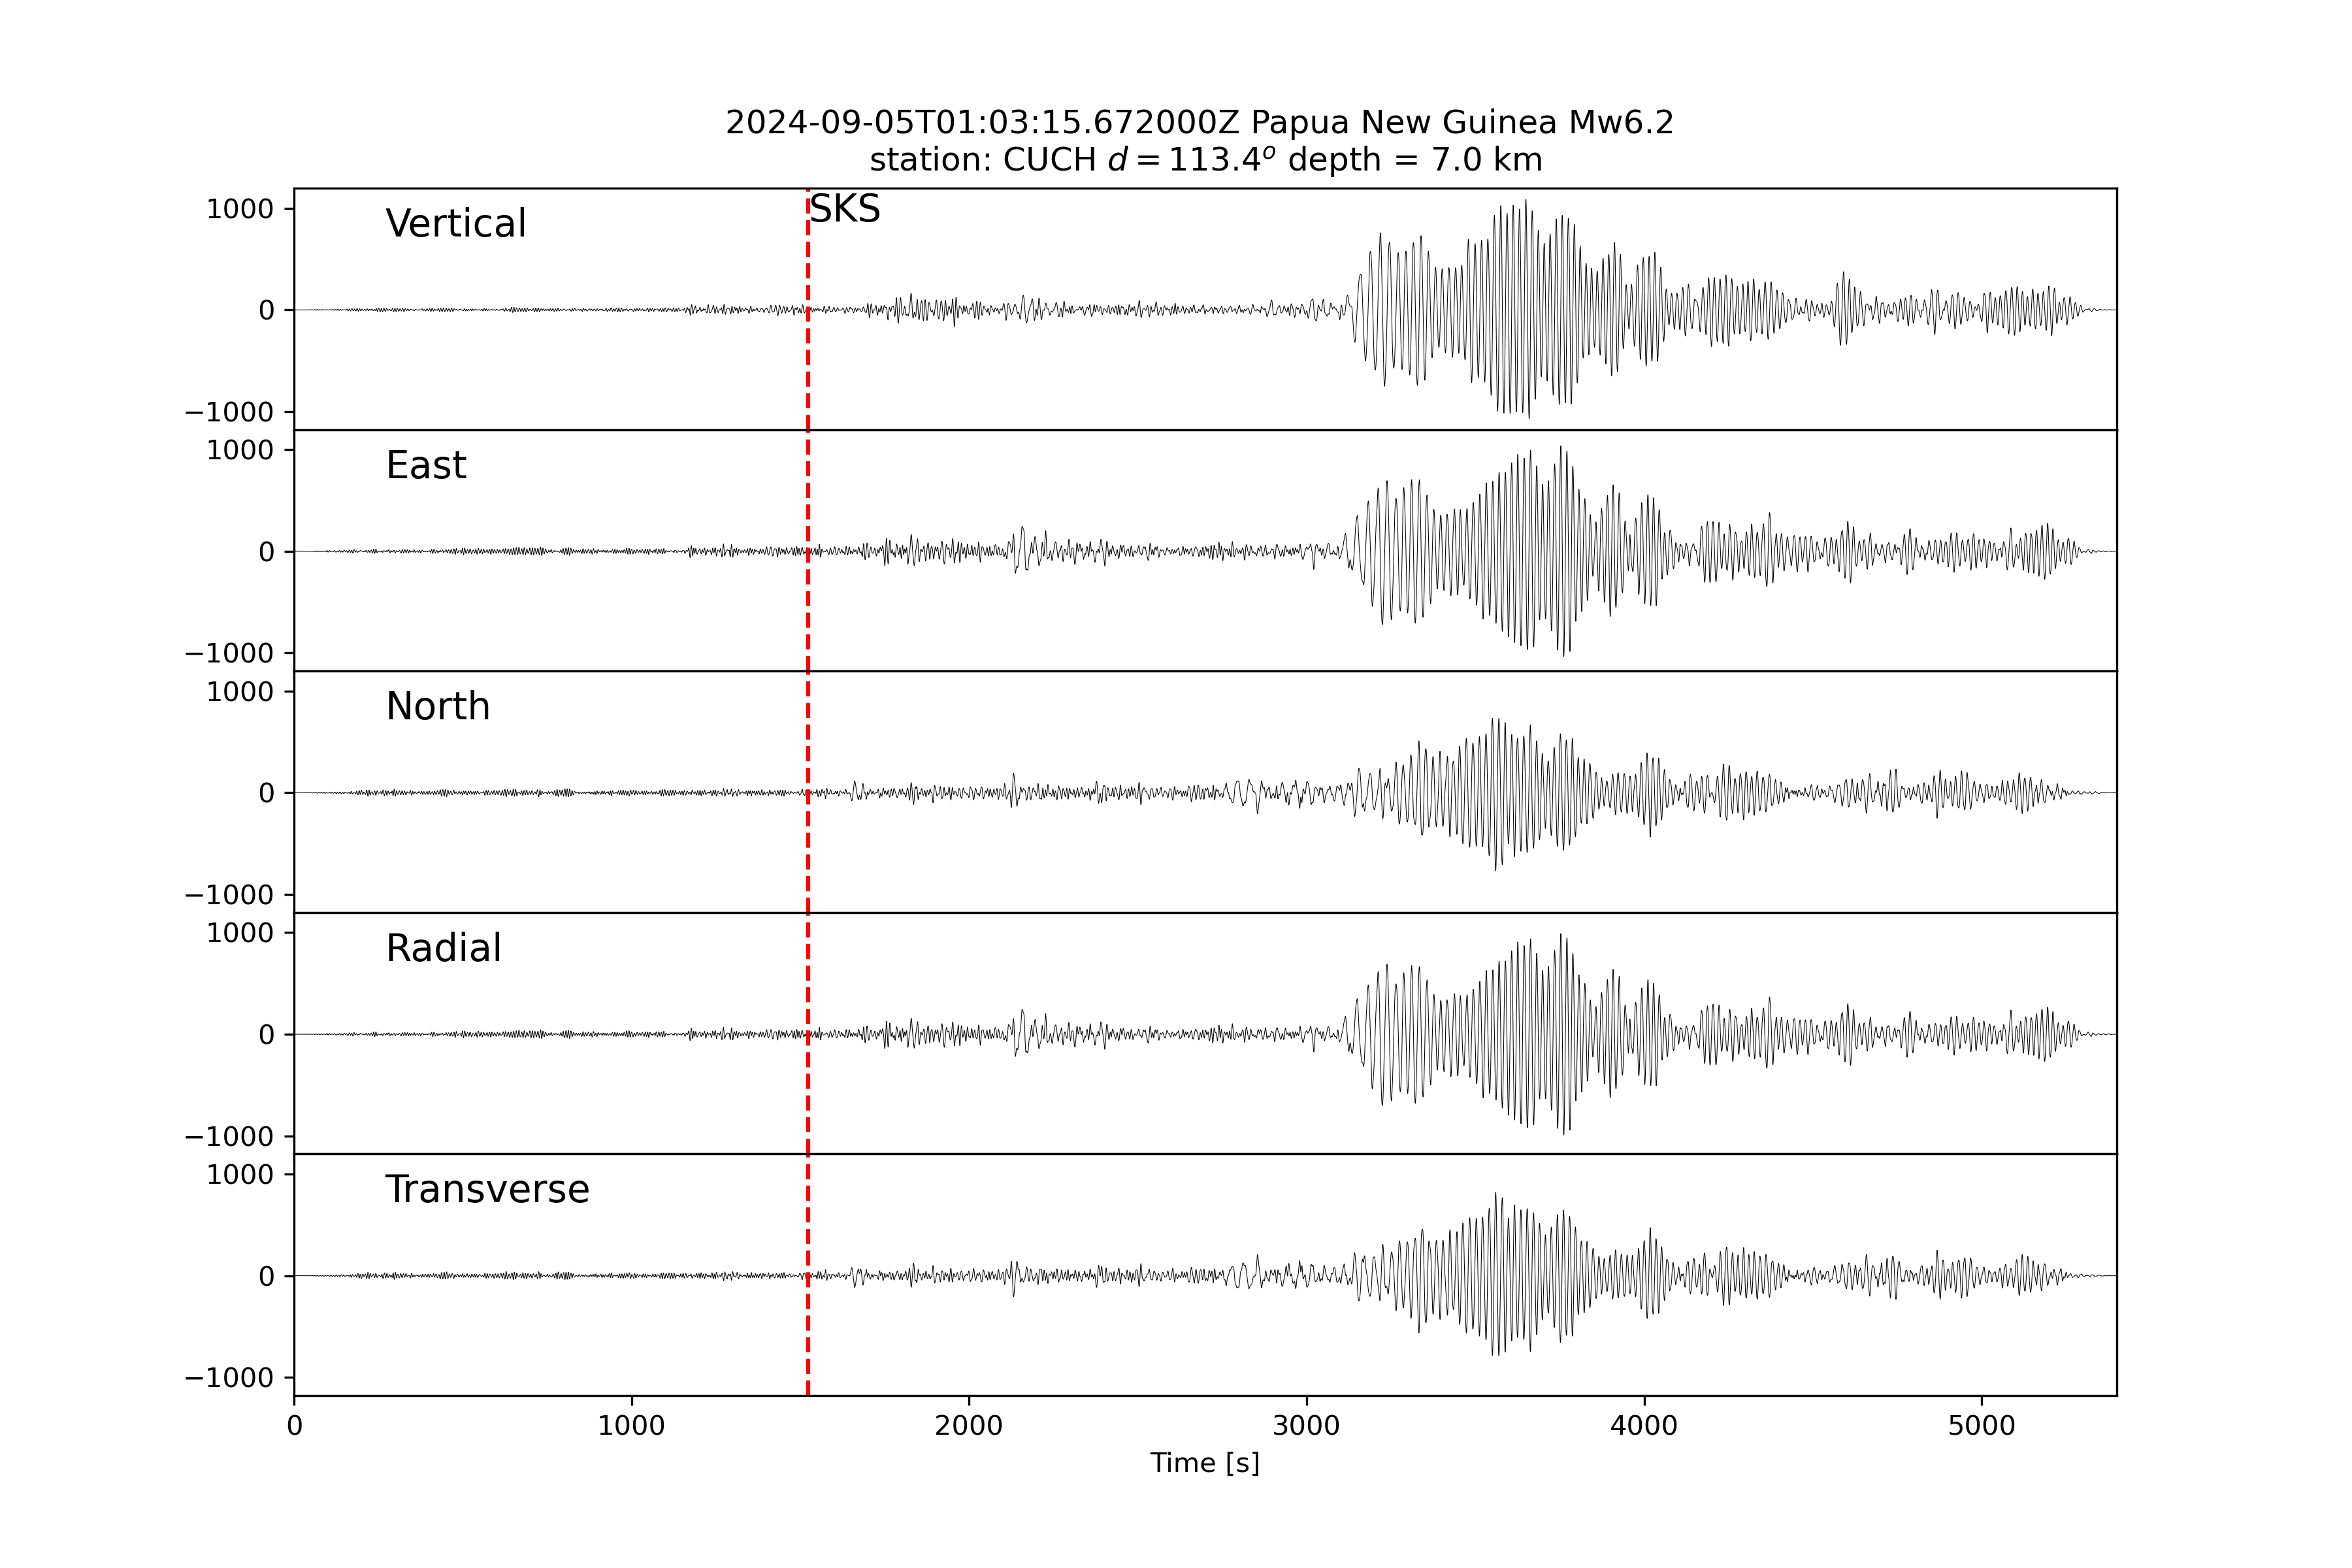 2024-09-05T01:03:15.672000Z Papua New Guinea Mw6.2
station: CUCH d = 113.4° depth = 7.0 km
SKS
Vertical
1000
0
−1000
East
1000
0
−1000
North
1000
0
−1000
Radial
1000
0
−1000
Transverse
1000
0
−1000
0 1000 2000 3000 4000 5000
Time [s]